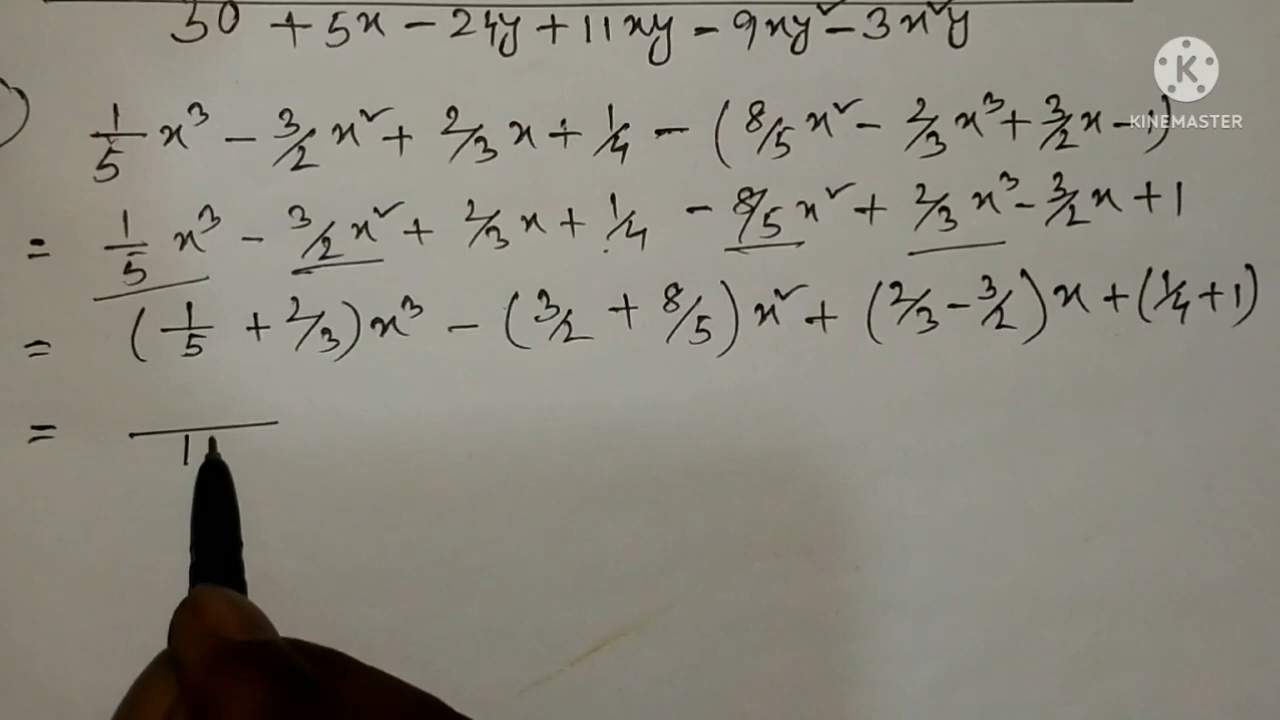 30 + 5x - 24y + 11xy - 9xy² - 3x²y
K
KINEMASTER
) 1/5 x³ - 3/2 x² + 2/3 x + 1/4 - (8/5 x² - 2/3 x³ + 3/2 x - 1)
= 1/5 x³ - 3/2 x² + 2/3 x + 1/4 - 8/5 x² + 2/3 x³ - 3/2 x + 1
= (1/5 + 2/3) x³ - (3/2 + 8/5) x² + (2/3 - 3/2) x + (1/4 + 1)
=
1